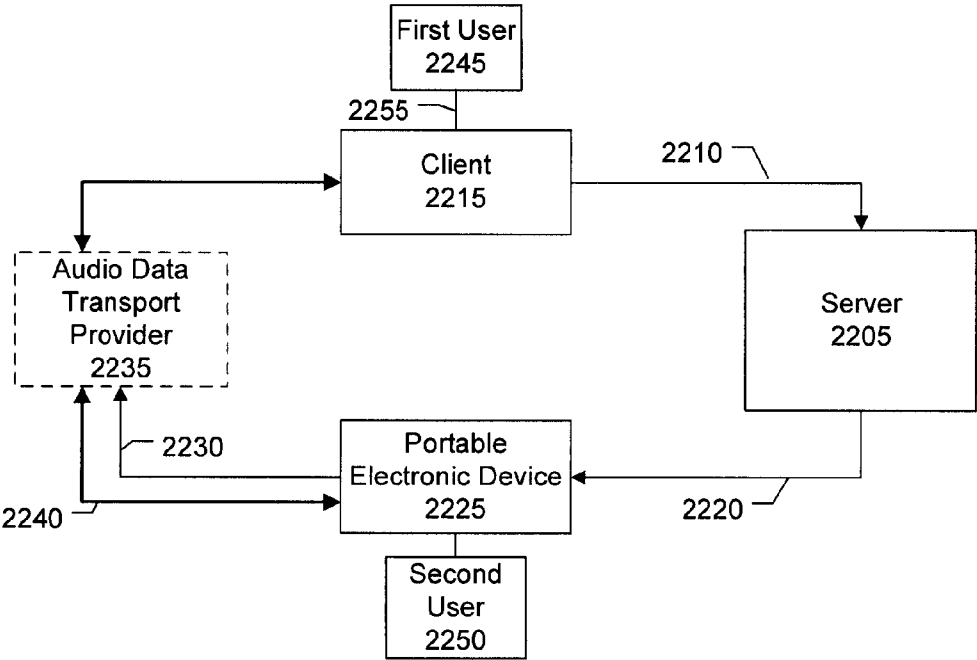 First User
2245
2255
Client
2215
2210
Audio Data
Transport
Provider
2235
Server
2205
2230
Portable
Electronic Device
2225
2240
2220
Second
User
2250